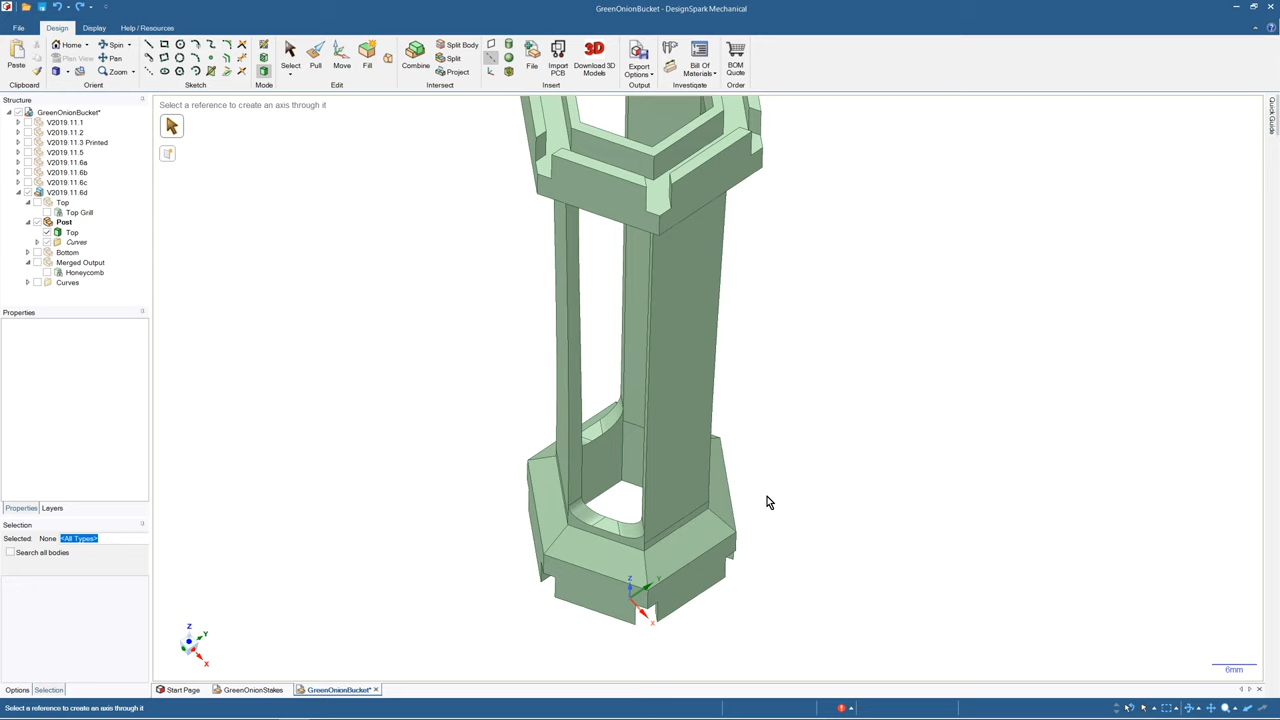 GreenOnionBucket - DesignSpark Mechanical
File
Design
Display
Help / Resources
Paste
Home
Plan View
Spin
Pan
Zoom
Select
Pull
Move
Fill
Combine
Split Body
Split
Project
File
Import PCB
Download 3D Models
Export Options
Bill Of Materials
BOM Quote
Clipboard
Orient
Sketch
Mode
Edit
Intersect
Insert
Output
Investigate
Order
Structure
GreenOnionBucket*
V2019.11.1
V2019.11.2
V2019.11.3 Printed
V2019.11.5
V2019.11.6a
V2019.11.6b
V2019.11.6c
V2019.11.6d
Top
Top Grill
Post
Top
Curves
Bottom
Merged Output
Honeycomb
Curves
Properties
Properties
Layers
Selection
Selected: None <All Types>
Search all bodies
Options
Selection
Select a reference to create an axis through it
Quick Guide
Z
Y
X
Z
Y
X
6mm
Start Page
GreenOnionStakes
GreenOnionBucket*
Select a reference to create an axis through it